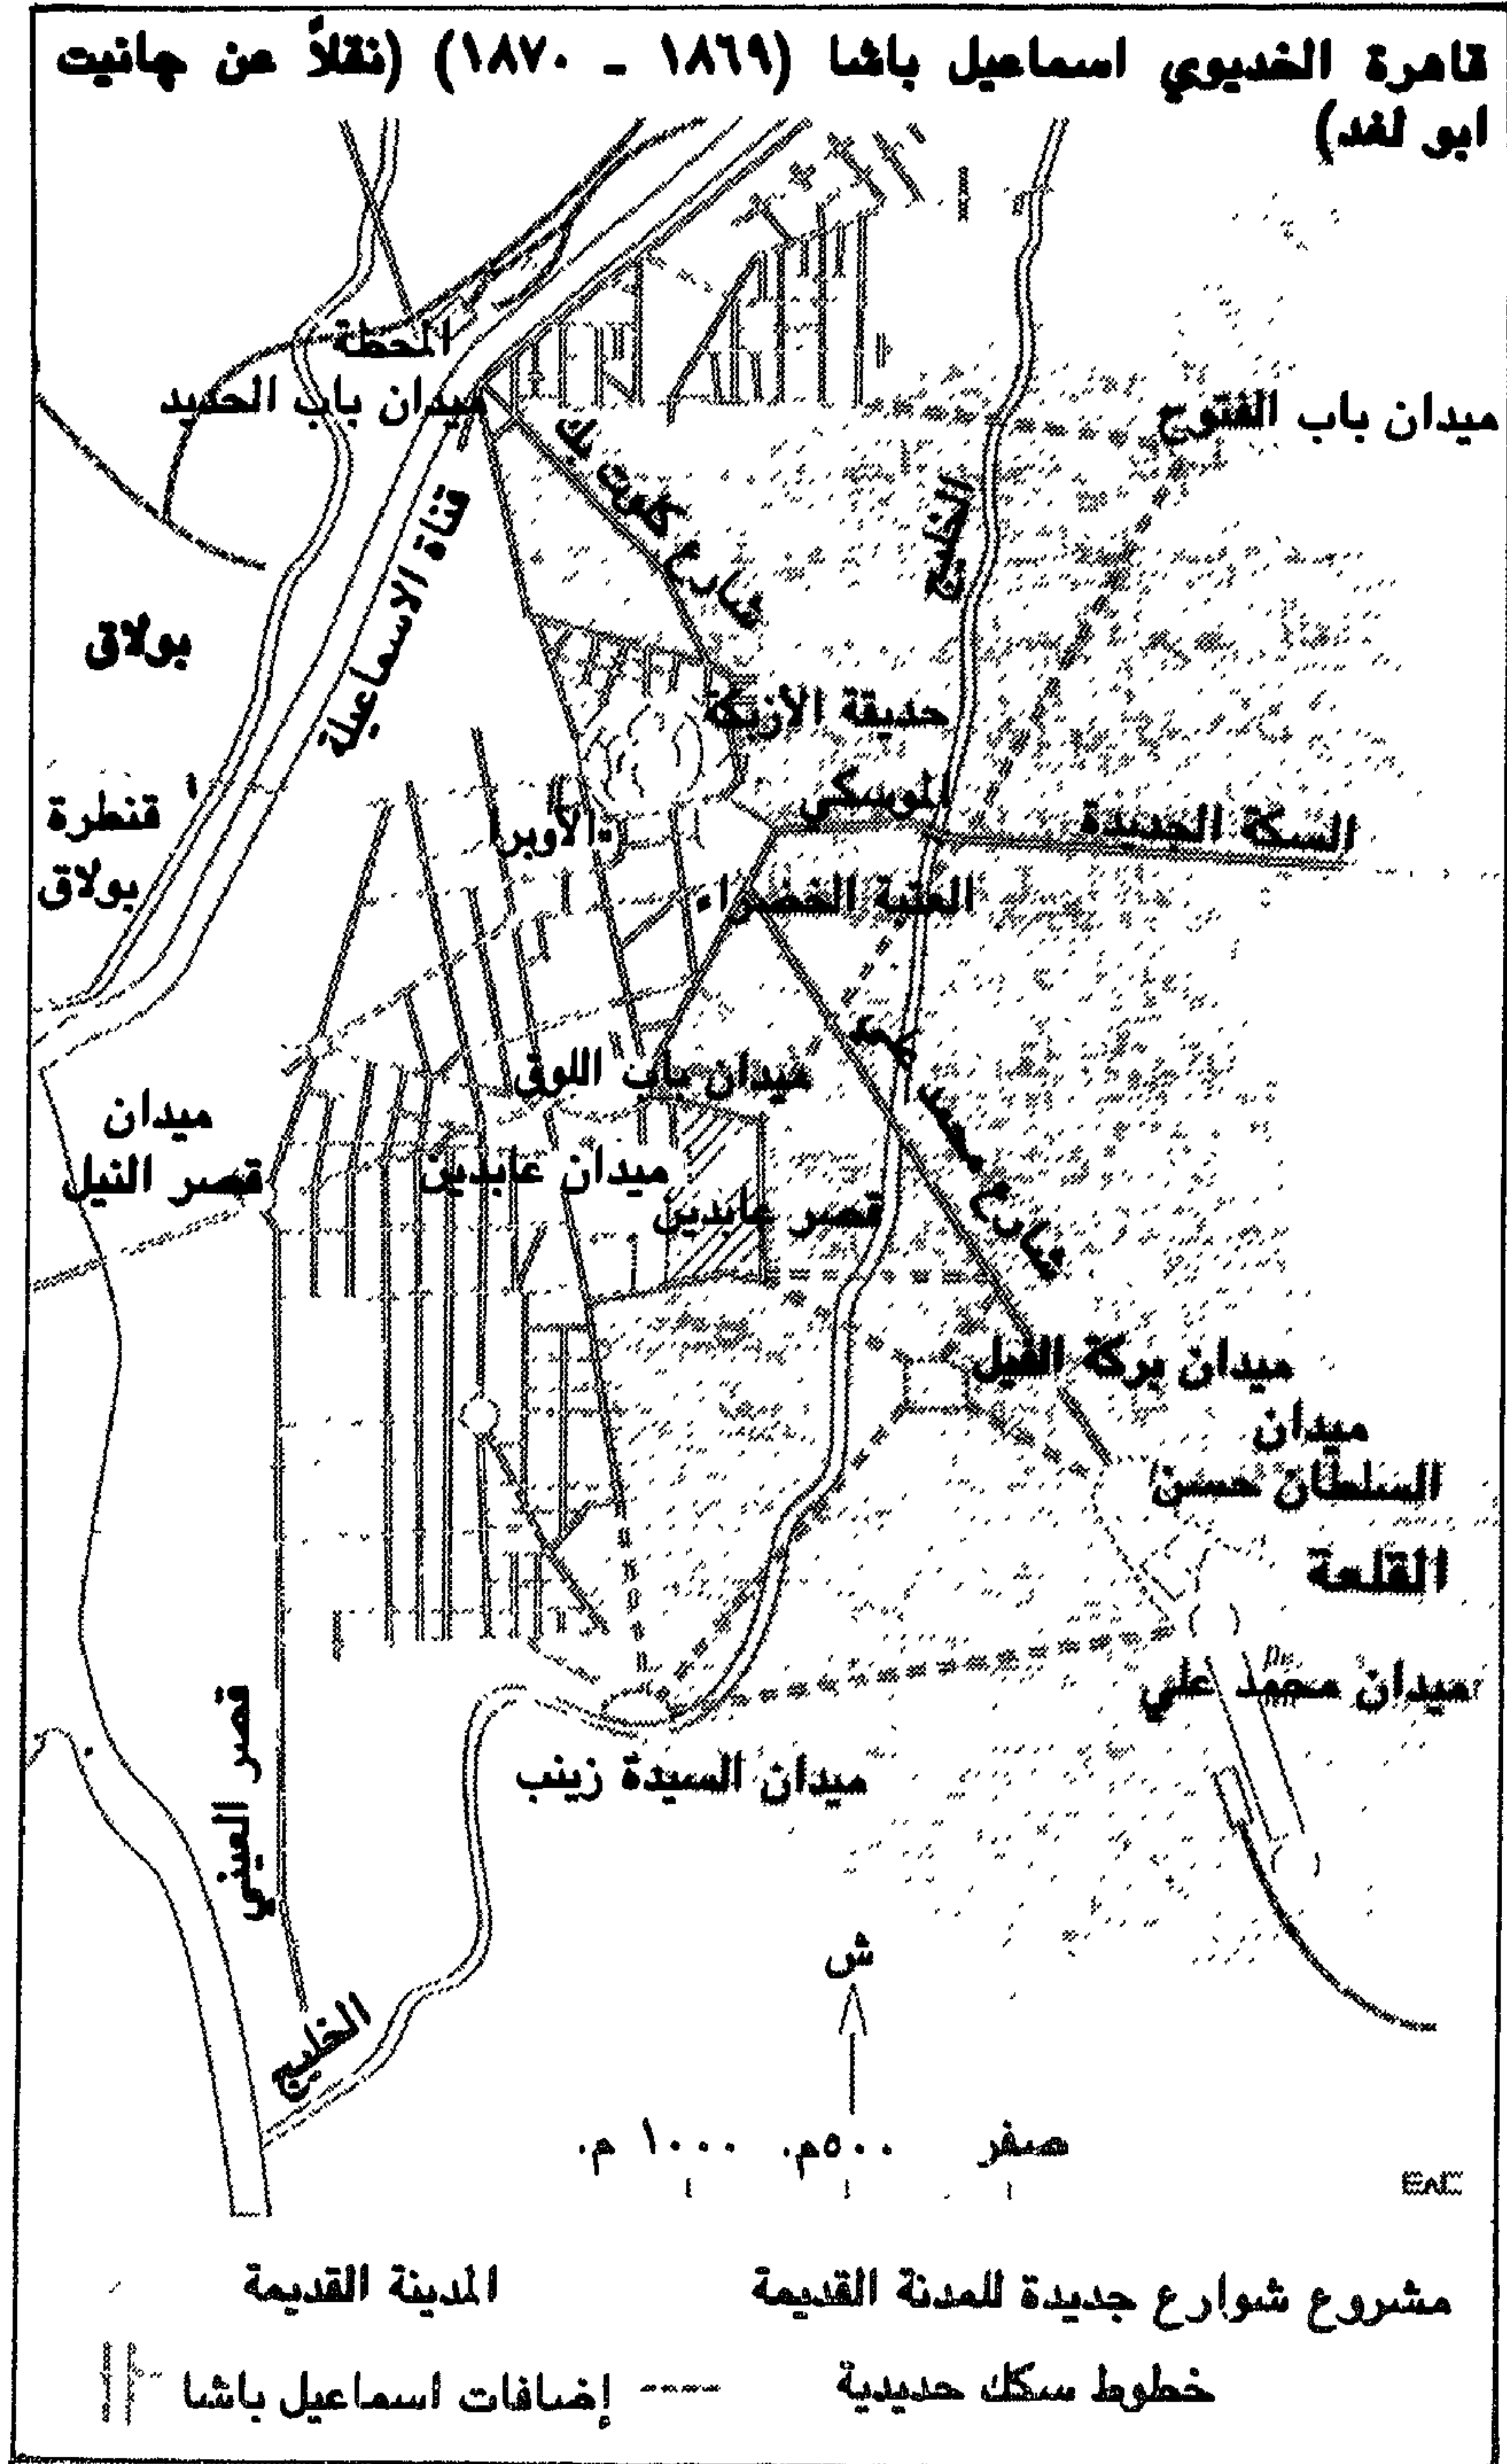 قاهرة الخديوي اسماعيل باشا (١٨٦٩ - ١٨٧٠) (نقلاً عن چانيت
ابو لغد)
المحطة
ميدان باب الحديد
ميدان باب الفتوح
شارع كلوت بك
الخليج
قناة الاسماعيلية
بولاق
حديقة الأزبكة
الموسكي
قنطرة
بولاق
الأوبرا
السكة الجديدة
العتبة الخضراء
ميدان باب اللوق
شارع محمد علي
ميدان
قصر النيل
ميدان عابدين
قصر عابدين
ميدان بركة الفيل
ميدان
السلطان حسن
القلعة
ميدان محمد علي
ميدان السيدة زينب
قصر العيني
الخليج
ش
صفر ٥٠٠م. ١٠٠٠ م.
مشروع شوارع جديدة للمدنة القديمة
المدينة القديمة
خطوط سكك حديدية
إضافات اسماعيل باشا